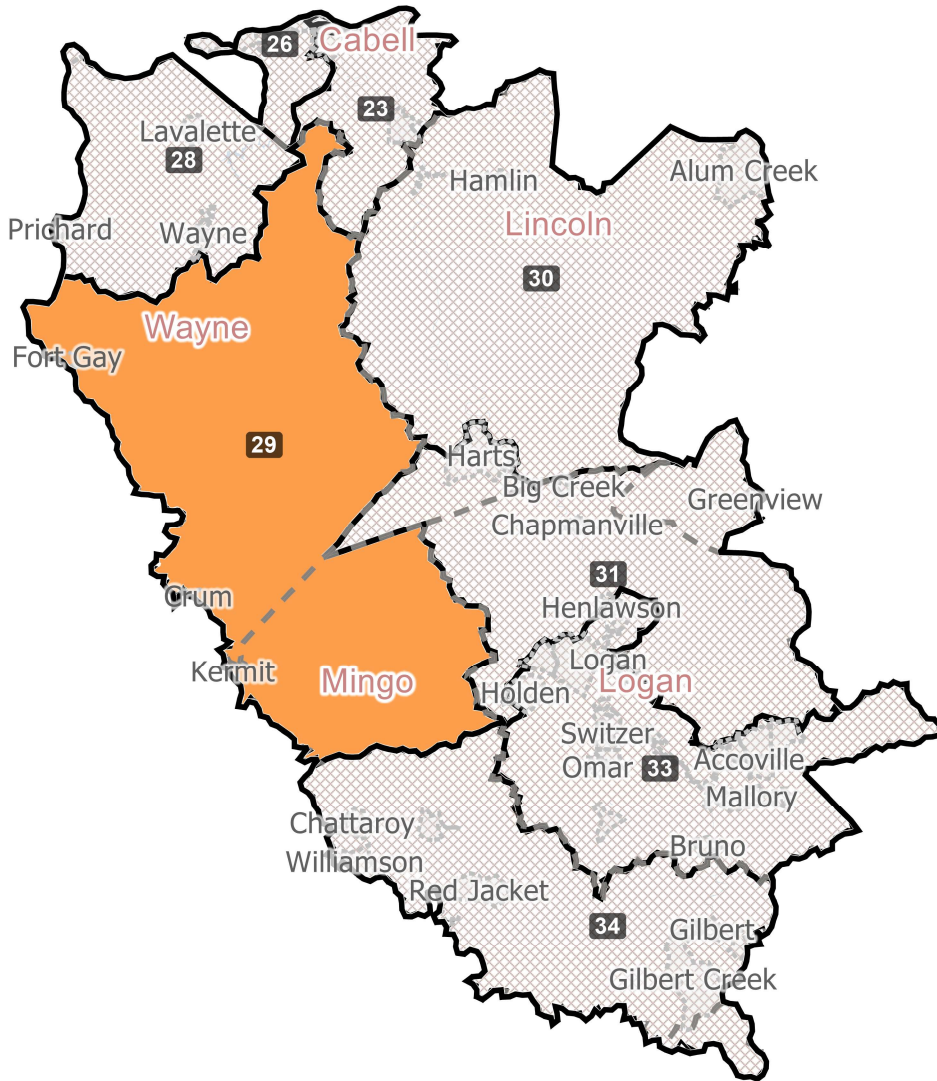 26
Cabell
23
Lavalette
28
Hamlin
Alum Creek
Prichard
Wayne
Lincoln
30
Wayne
Fort Gay
29
Harts
Big Creek
Greenview
Chapmanville
31
Crum
Henlawson
Kermit
Mingo
Logan
Holden
Logan
Switzer
Omar
33
Accoville
Mallory
Chattaroy
Williamson
Bruno
Red Jacket
34
Gilbert
Gilbert Creek